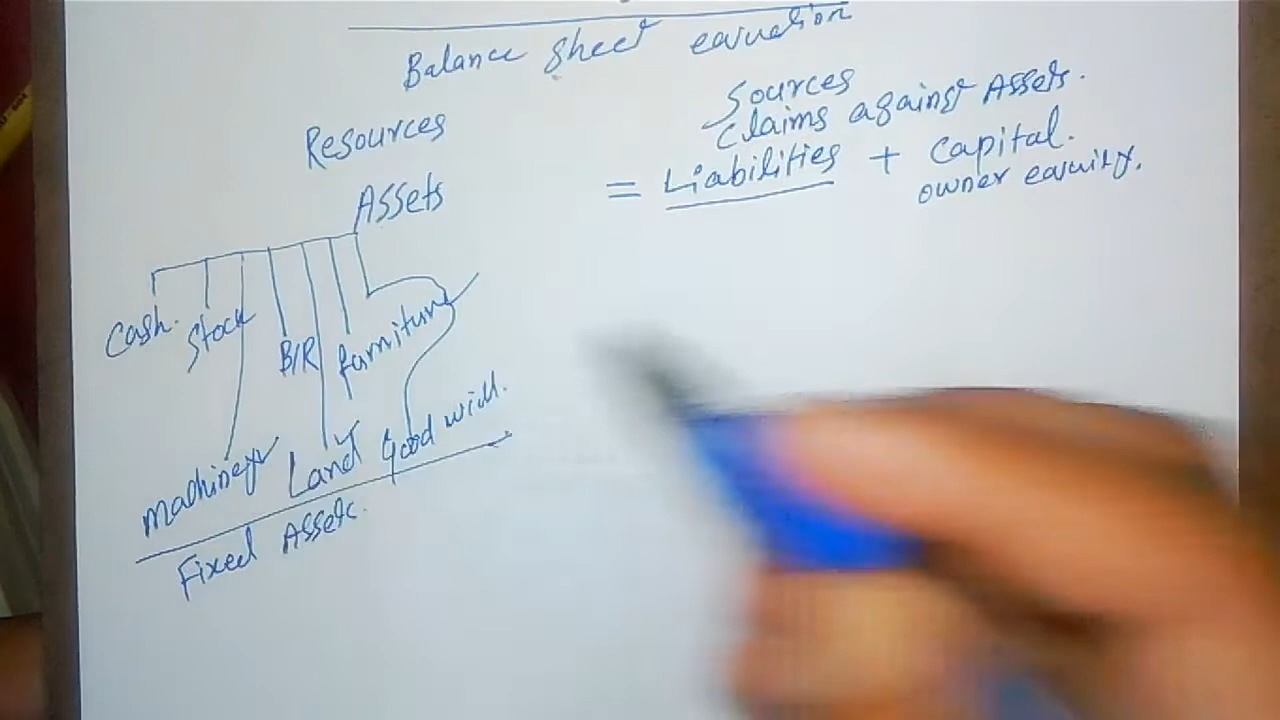 Balance sheet equation
Resources
Sources
Claims against Assets.
Assets = Liabilities + Capital.
owner equity.
Cash. Stock B/R furniture
Machinery Land Good will.
Fixed Assets.